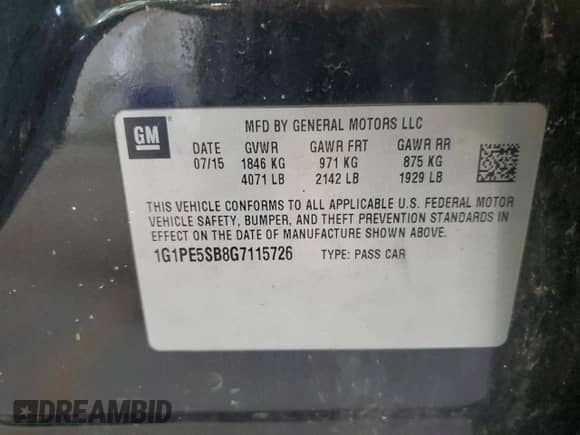 GM
MFD BY GENERAL MOTORS LLC
DATE GVWR GAWR FRT GAWR RR
07/15 1846 KG 971 KG 875 KG
4071 LB 2142 LB 1929 LB
THIS VEHICLE CONFORMS TO ALL APPLICABLE U.S. FEDERAL MOTOR
VEHICLE SAFETY, BUMPER, AND THEFT PREVENTION STANDARDS IN
EFFECT ON THE DATE OF MANUFACTURE SHOWN ABOVE.
1G1PE5SB8G7115726 TYPE: PASS CAR
DREAMBID